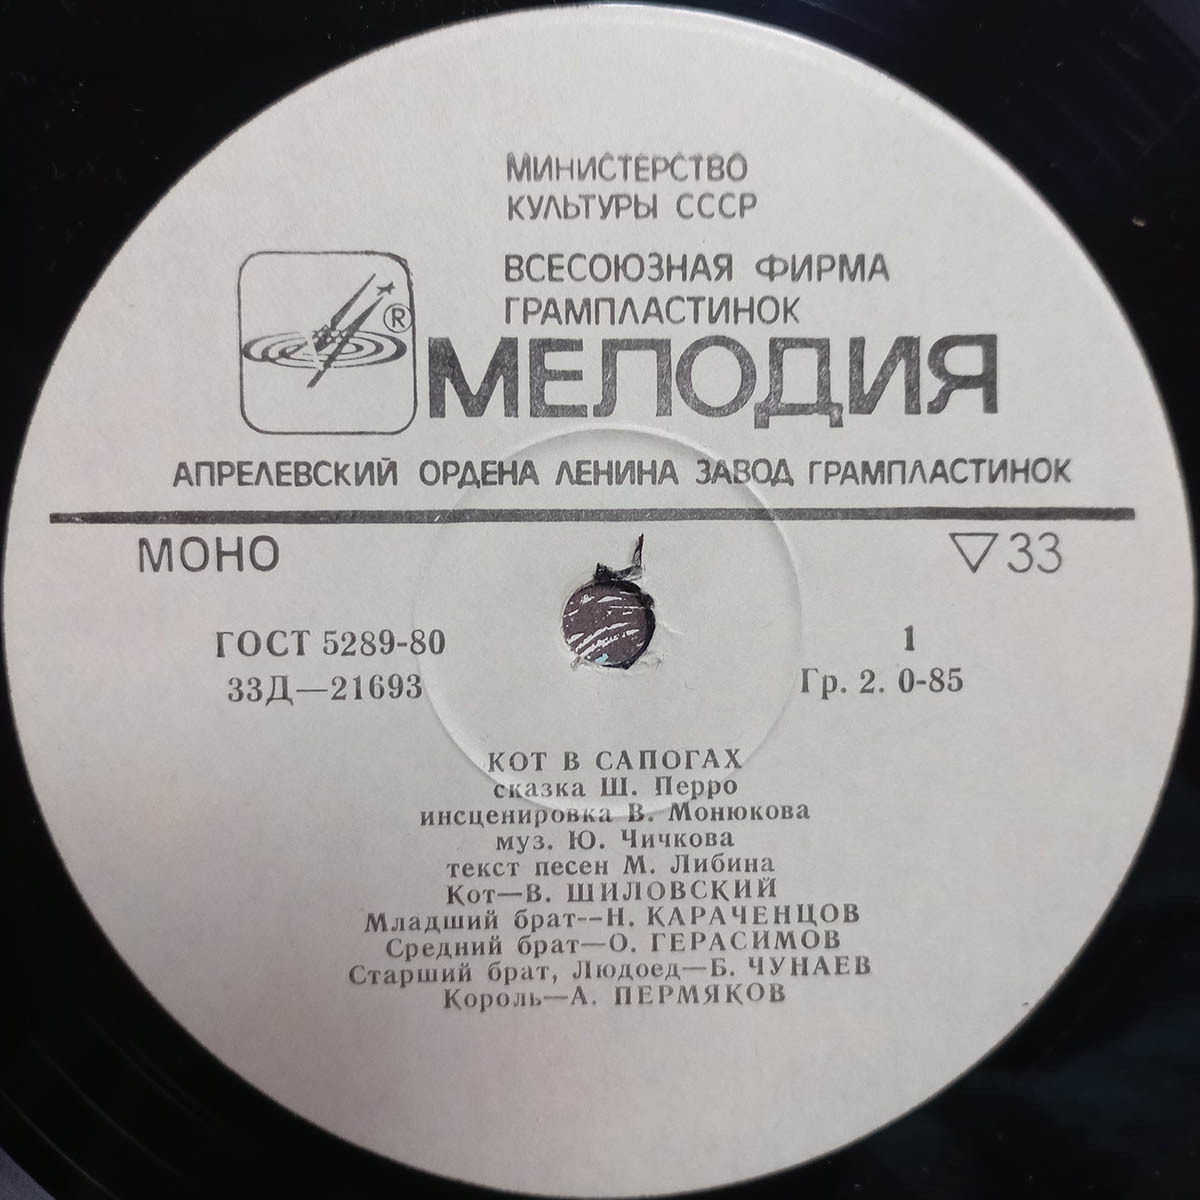 МИНИСТЕРСТВО
КУЛЬТУРЫ СССР
ВСЕСОЮЗНАЯ ФИРМА
ГРАМПЛАСТИНОК
®
МЕЛОДИЯ
АПРЕЛЕВСКИЙ ОРДЕНА ЛЕНИНА ЗАВОД ГРАМПЛАСТИНОК
МОНО ▽33
ГОСТ 5289-80 1
33Д—21693 Гр. 2. 0-85
КОТ В САПОГАХ
сказка Ш. Перро
инсценировка В. Монюкова
муз. Ю. Чичкова
текст песен М. Либина
Кот—В. ШИЛОВСКИЙ
Младший брат--Н. КАРАЧЕНЦОВ
Средний брат—О. ГЕРАСИМОВ
Старший брат, Людоед—Б. ЧУНАЕВ
Король—А. ПЕРМЯКОВ